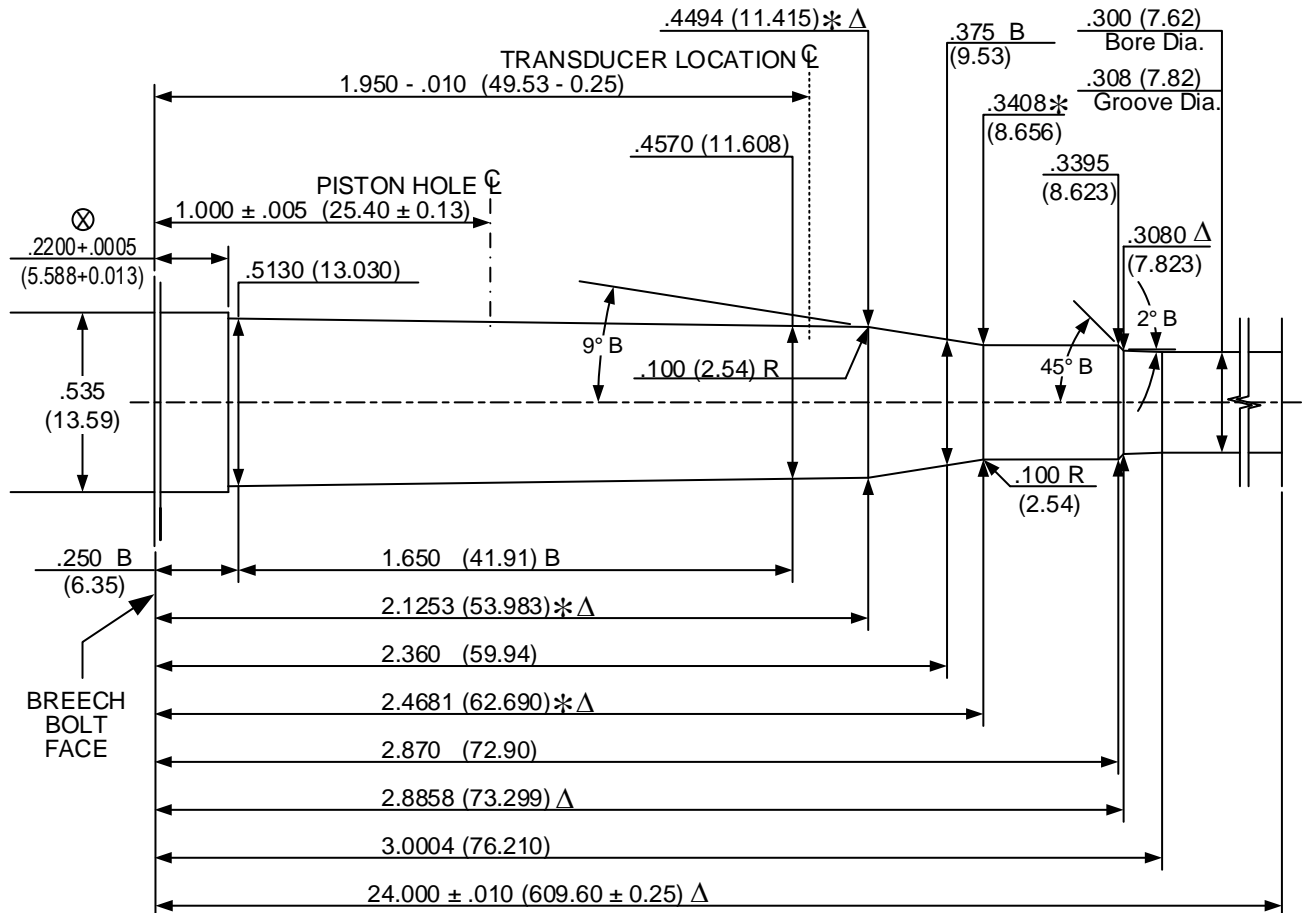 .4494 (11.415)✻ Δ
.375 B
(9.53)
.300 (7.62)
Bore Dia.
TRANSDUCER LOCATION ℄
1.950 - .010 (49.53 - 0.25)
.308 (7.82)
Groove Dia.
.3408✻
(8.656)
.4570 (11.608)
.3395
(8.623)
PISTON HOLE ℄
1.000 ± .005 (25.40 ± 0.13)
⊗
.2200+.0005
(5.588+0.013)
.3080 Δ
(7.823)
.5130 (13.030)
2° B
9° B
.100 (2.54) R
45° B
.535
(13.59)
.100 R
(2.54)
.250 B
(6.35)
1.650 (41.91) B
2.1253 (53.983)✻ Δ
2.360 (59.94)
BREECH
BOLT
FACE
2.4681 (62.690)✻ Δ
2.870 (72.90)
2.8858 (73.299) Δ
3.0004 (76.210)
24.000 ± .010 (609.60 ± 0.25) Δ